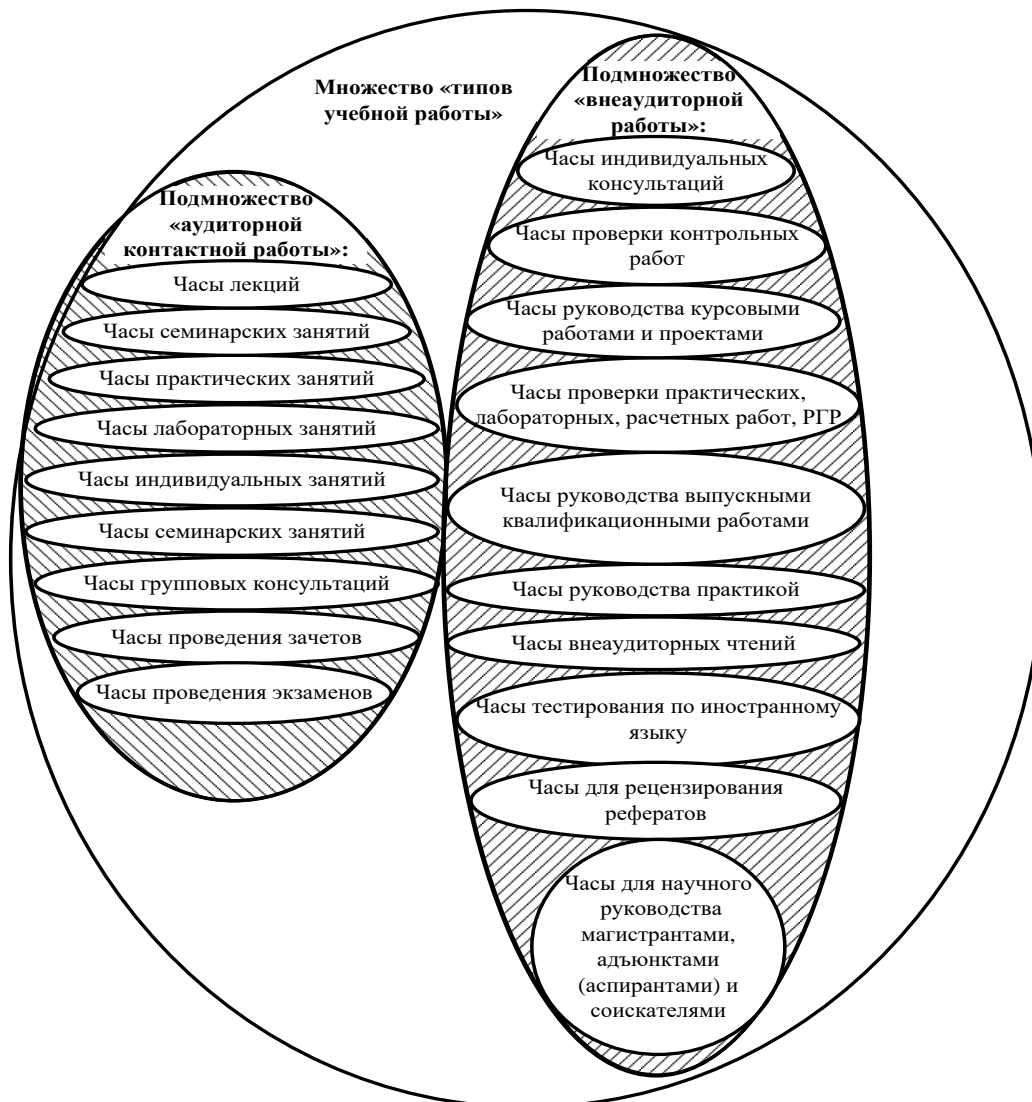 Множество «типов
учебной работы»
Подмножество
«аудиторной
контактной работы»:
Часы лекций
Часы семинарских занятий
Часы практических занятий
Часы лабораторных занятий
Часы индивидуальных занятий
Часы семинарских занятий
Часы групповых консультаций
Часы проведения зачетов
Часы проведения экзаменов
Подмножество
«внеаудиторной
работы»:
Часы индивидуальных
консультаций
Часы проверки контрольных
работ
Часы руководства курсовыми
работами и проектами
Часы проверки практических,
лабораторных, расчетных работ, РГР
Часы руководства выпускными
квалификационными работами
Часы руководства практикой
Часы внеаудиторных чтений
Часы тестирования по иностранному
языку
Часы для рецензирования
рефератов
Часы для научного
руководства
магистрантами,
адъюнктами
(аспирантами) и
соискателями